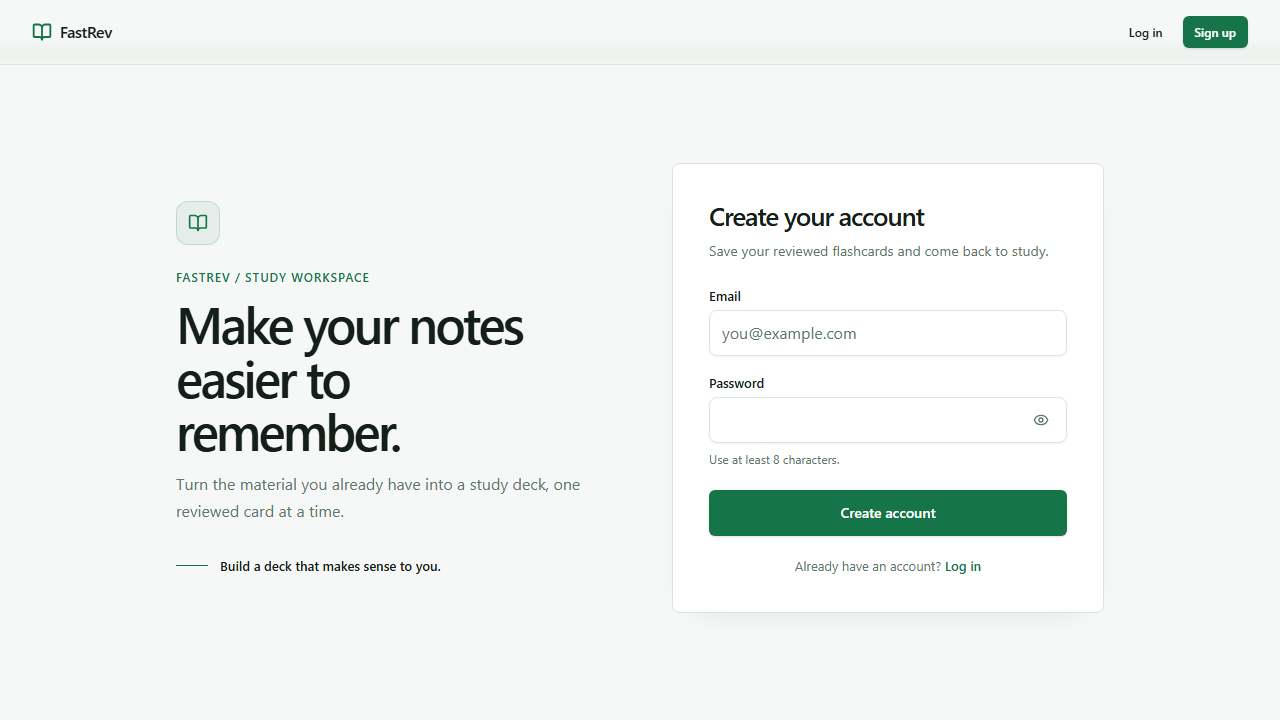 FastRev
Log in
Sign up
FASTREV / STUDY WORKSPACE
Make your notes
easier to
remember.
Turn the material you already have into a study deck, one
reviewed card at a time.
Build a deck that makes sense to you.
Create your account
Save your reviewed flashcards and come back to study.
Email
you@example.com
Password
Use at least 8 characters.
Create account
Already have an account? Log in